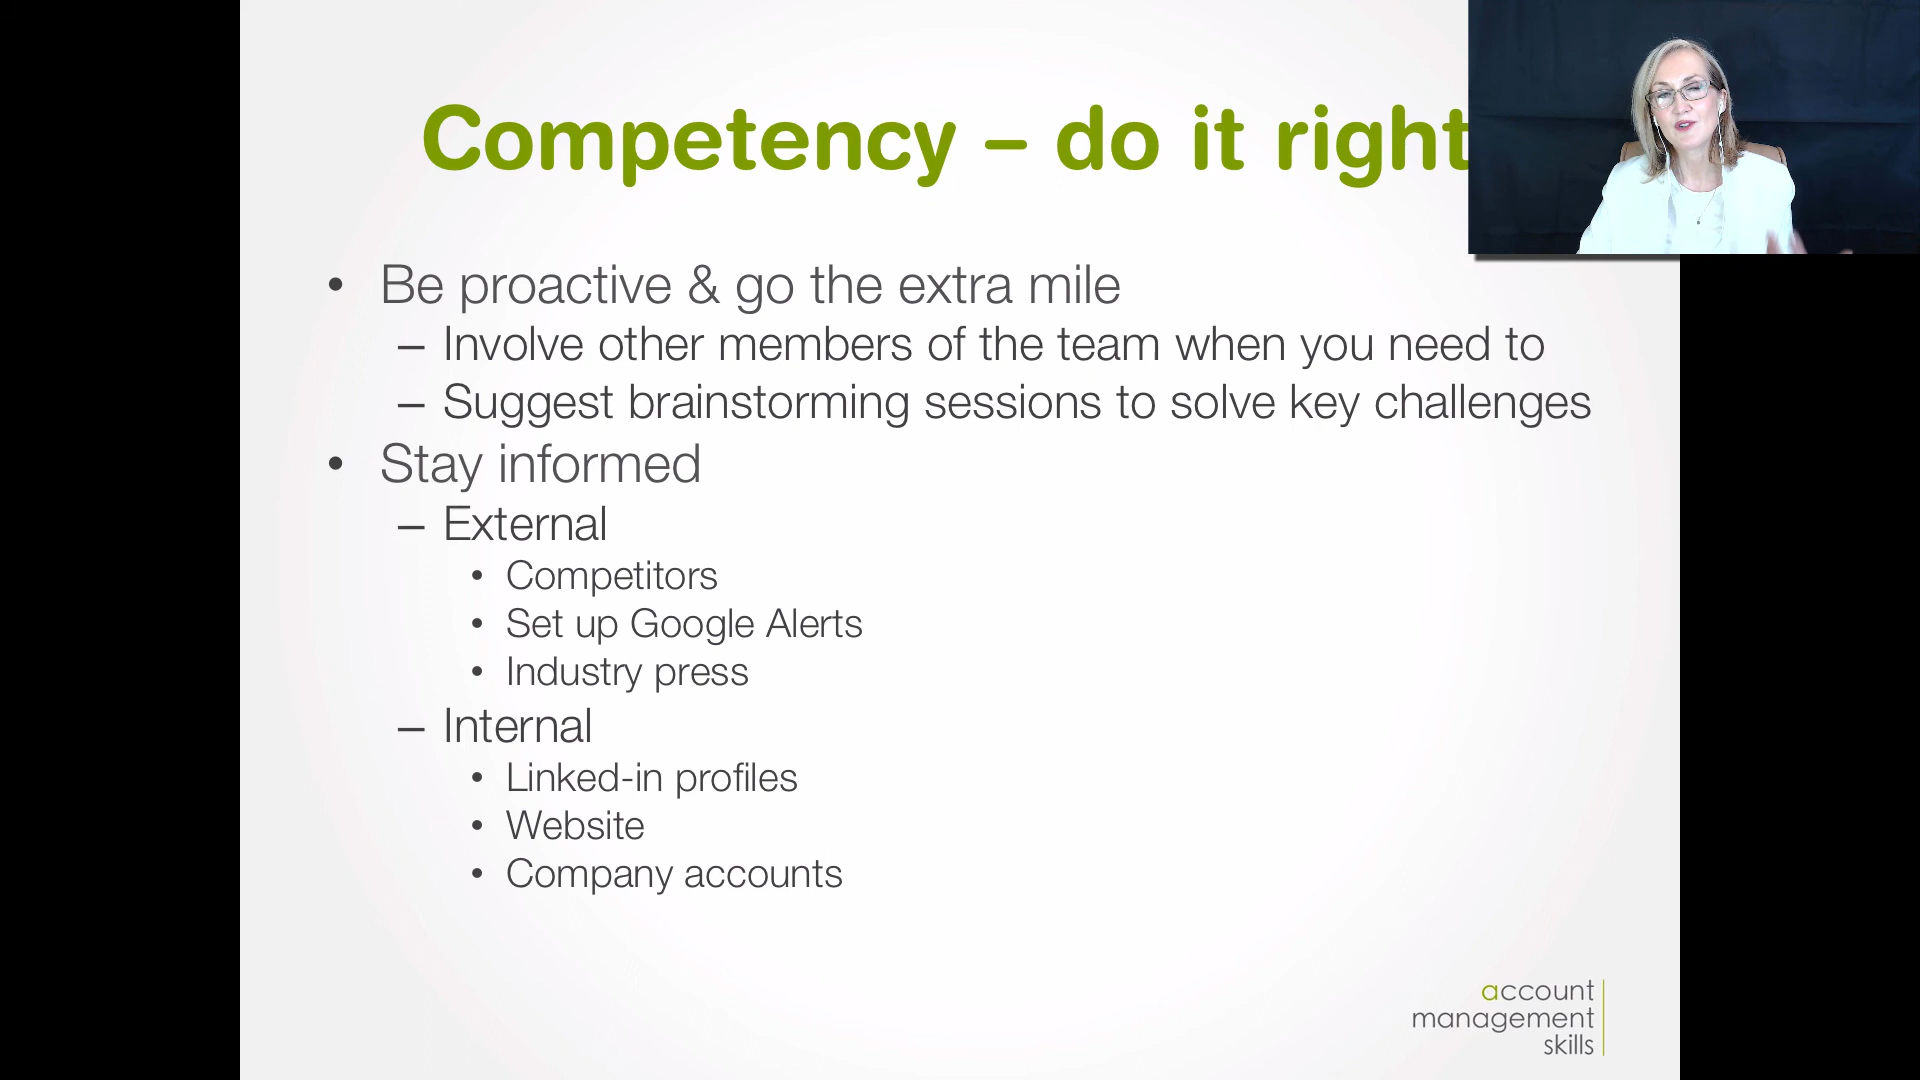 Competency – do it right
• Be proactive & go the extra mile
– Involve other members of the team when you need to
– Suggest brainstorming sessions to solve key challenges
• Stay informed
– External
• Competitors
• Set up Google Alerts
• Industry press
– Internal
• Linked-in profiles
• Website
• Company accounts
account
management
skills